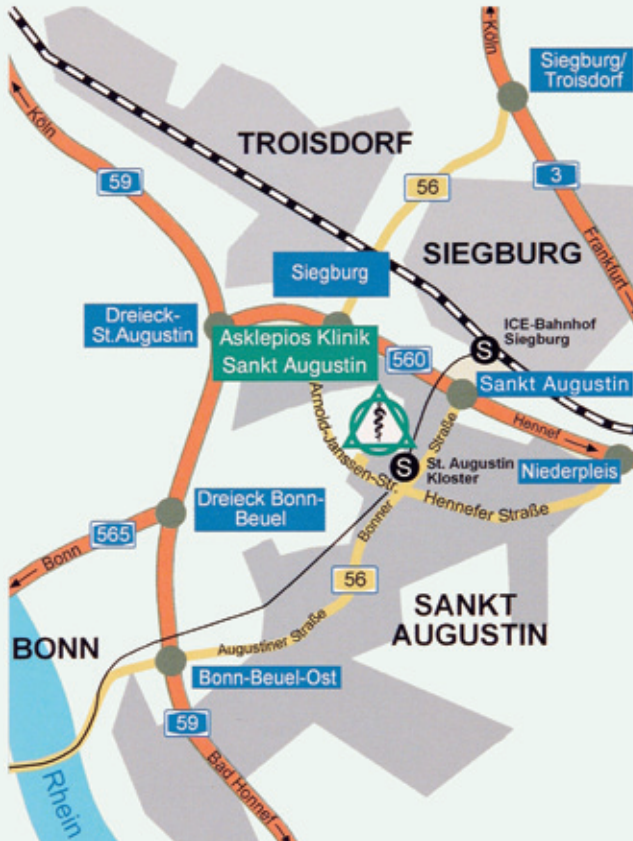 Köln
Siegburg/
Troisdorf
Köln
TROISDORF
59
56
3
SIEGBURG
Frankfurt
Siegburg
Dreieck-
St.Augustin
ICE-Bahnhof
Siegburg
S
Asklepios Klinik
Sankt Augustin
560
Sankt Augustin
Arnold-Janssen-Str.
Straße
Hennef
S
St. Augustin
Kloster
Niederpleis
Dreieck Bonn-
Beuel
Hennefer Straße
565
Bonner
Bonn
56
SANKT
AUGUSTIN
BONN
Augustiner Straße
Bonn-Beuel-Ost
59
Rhein
Bad Honnef